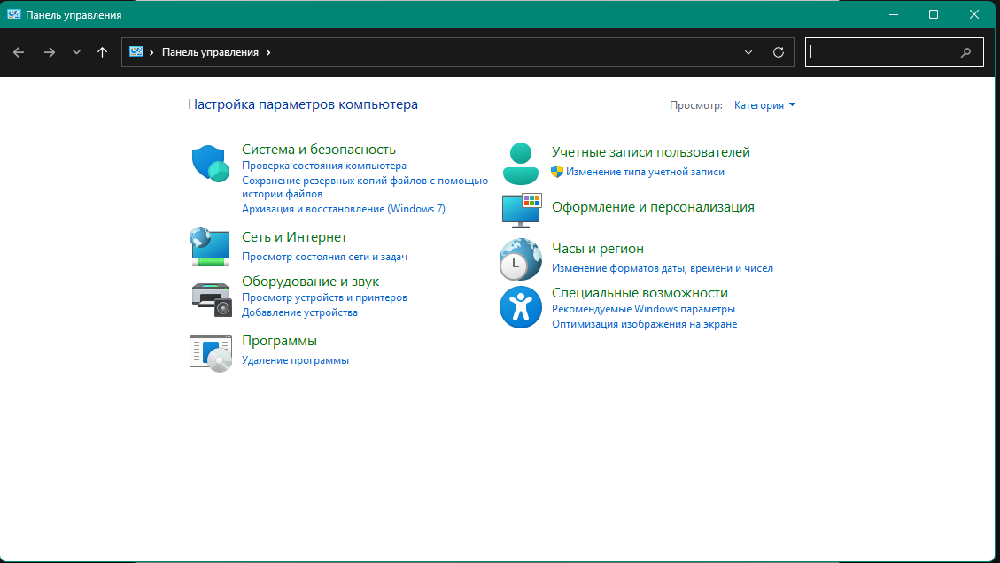 Панель управления
Панель управления
Настройка параметров компьютера
Просмотр: Категория
Система и безопасность
Проверка состояния компьютера
Сохранение резервных копий файлов с помощью
истории файлов
Архивация и восстановление (Windows 7)
Сеть и Интернет
Просмотр состояния сети и задач
Оборудование и звук
Просмотр устройств и принтеров
Добавление устройства
Программы
Удаление программы
Учетные записи пользователей
Изменение типа учетной записи
Оформление и персонализация
Часы и регион
Изменение форматов даты, времени и чисел
Специальные возможности
Рекомендуемые Windows параметры
Оптимизация изображения на экране